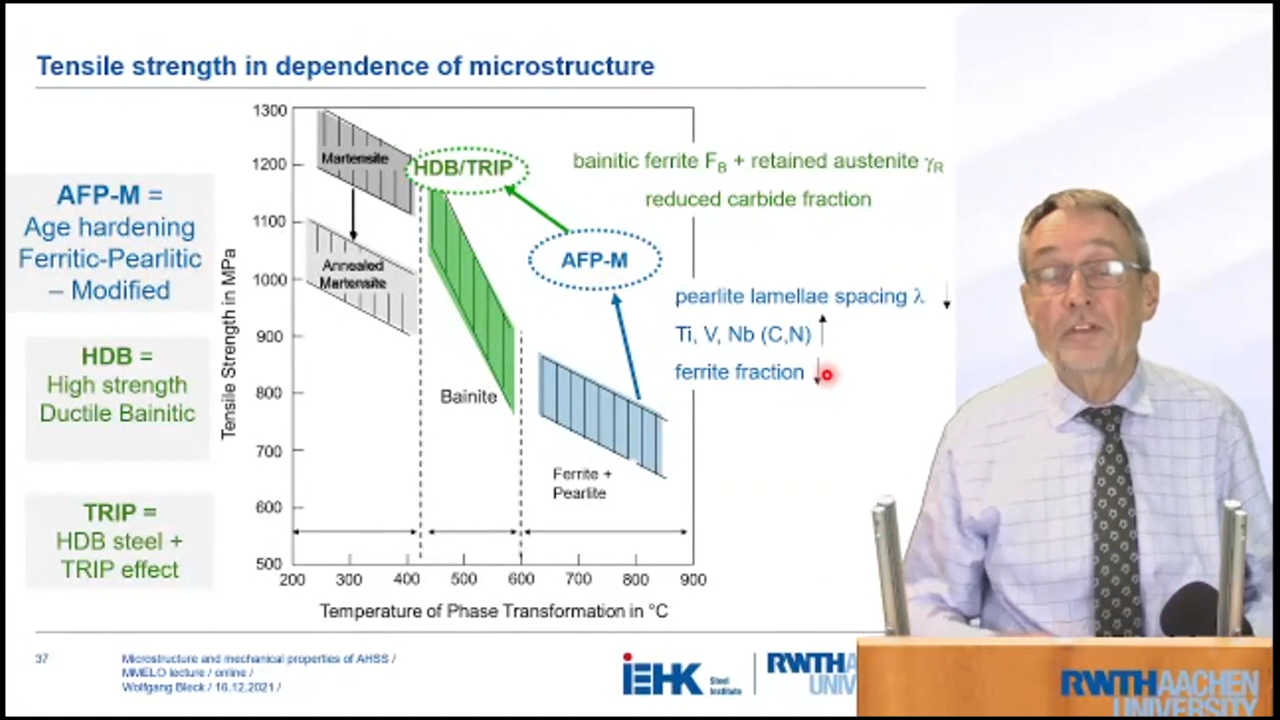 Tensile strength in dependence of microstructure
AFP-M =
Age hardening
Ferritic-Pearlitic
– Modified
HDB =
High strength
Ductile Bainitic
TRIP =
HDB steel +
TRIP effect
Tensile Strength in MPa
1300
1200
1100
1000
900
800
700
600
500
200 300 400 500 600 700 800 900
Temperature of Phase Transformation in °C
Martensite
Annealed
Martensite
HDB/TRIP
AFP-M
Bainite
Ferrite +
Pearlite
bainitic ferrite F_B + retained austenite γ_R
reduced carbide fraction
pearlite lamellae spacing λ ↓
Ti, V, Nb (C,N) ↑
ferrite fraction ↓
37
Microstructure and mechanical properties of AHSS /
MMELO lecture / online /
Wolfgang Bleck / 16.12.2021 /
iEHK Steel
Institute
RWTHA
UNIV
RWTHAACHEN
UNIVERSITY